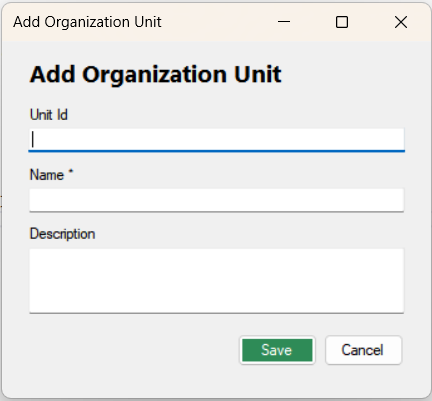 Add Organization Unit
Add Organization Unit
Unit Id
Name *
Description
Save Cancel